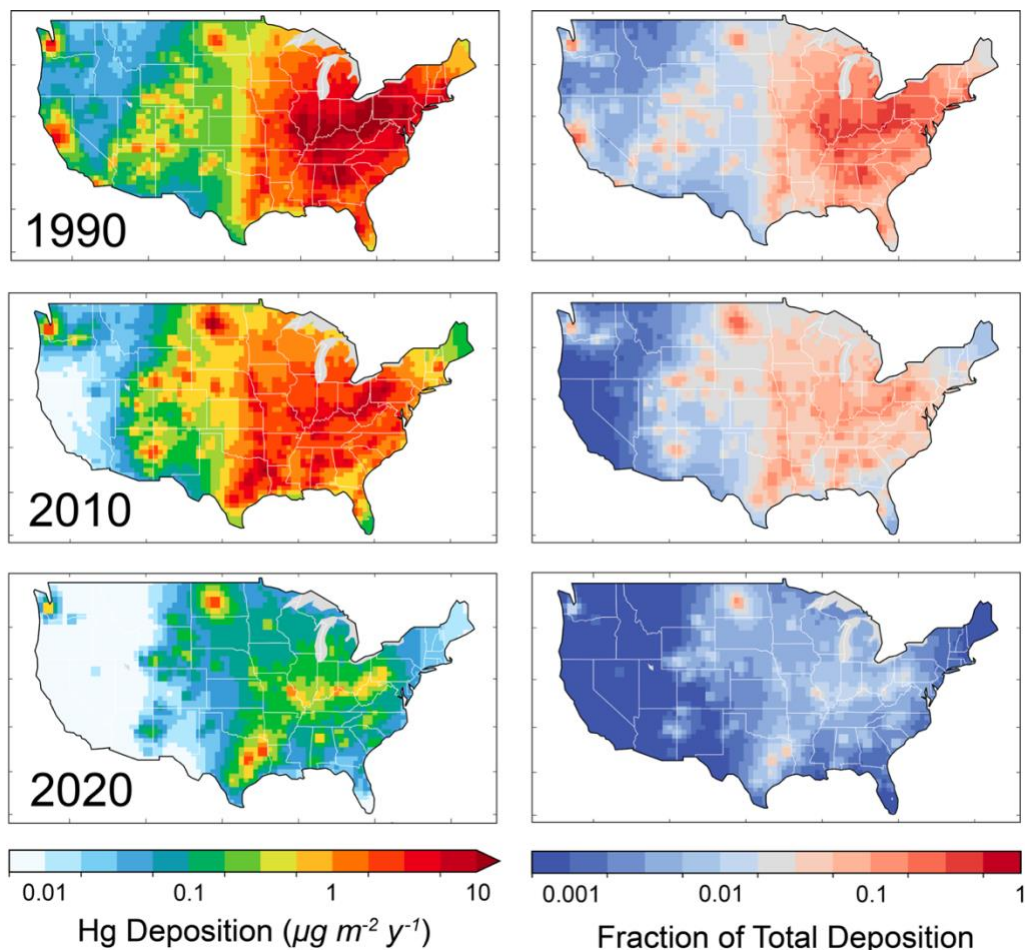 1990
2010
2020
0.01 0.1 1 10
Hg Deposition (μg m-2 y-1)
0.001 0.01 0.1 1
Fraction of Total Deposition